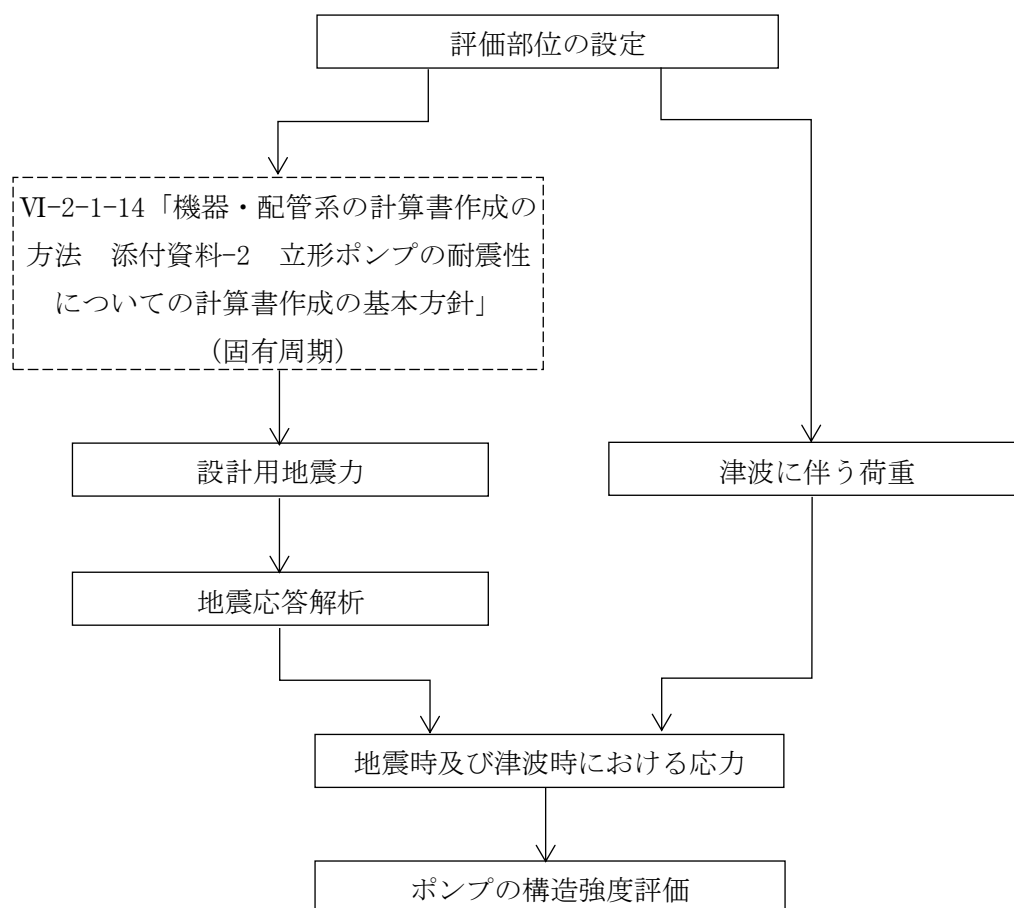 評価部位の設定
Ⅵ-2-1-14「機器・配管系の計算書作成の
方法　添付資料-2　立形ポンプの耐震性
についての計算書作成の基本方針」
(固有周期)
設計用地震力
津波に伴う荷重
地震応答解析
地震時及び津波時における応力
ポンプの構造強度評価